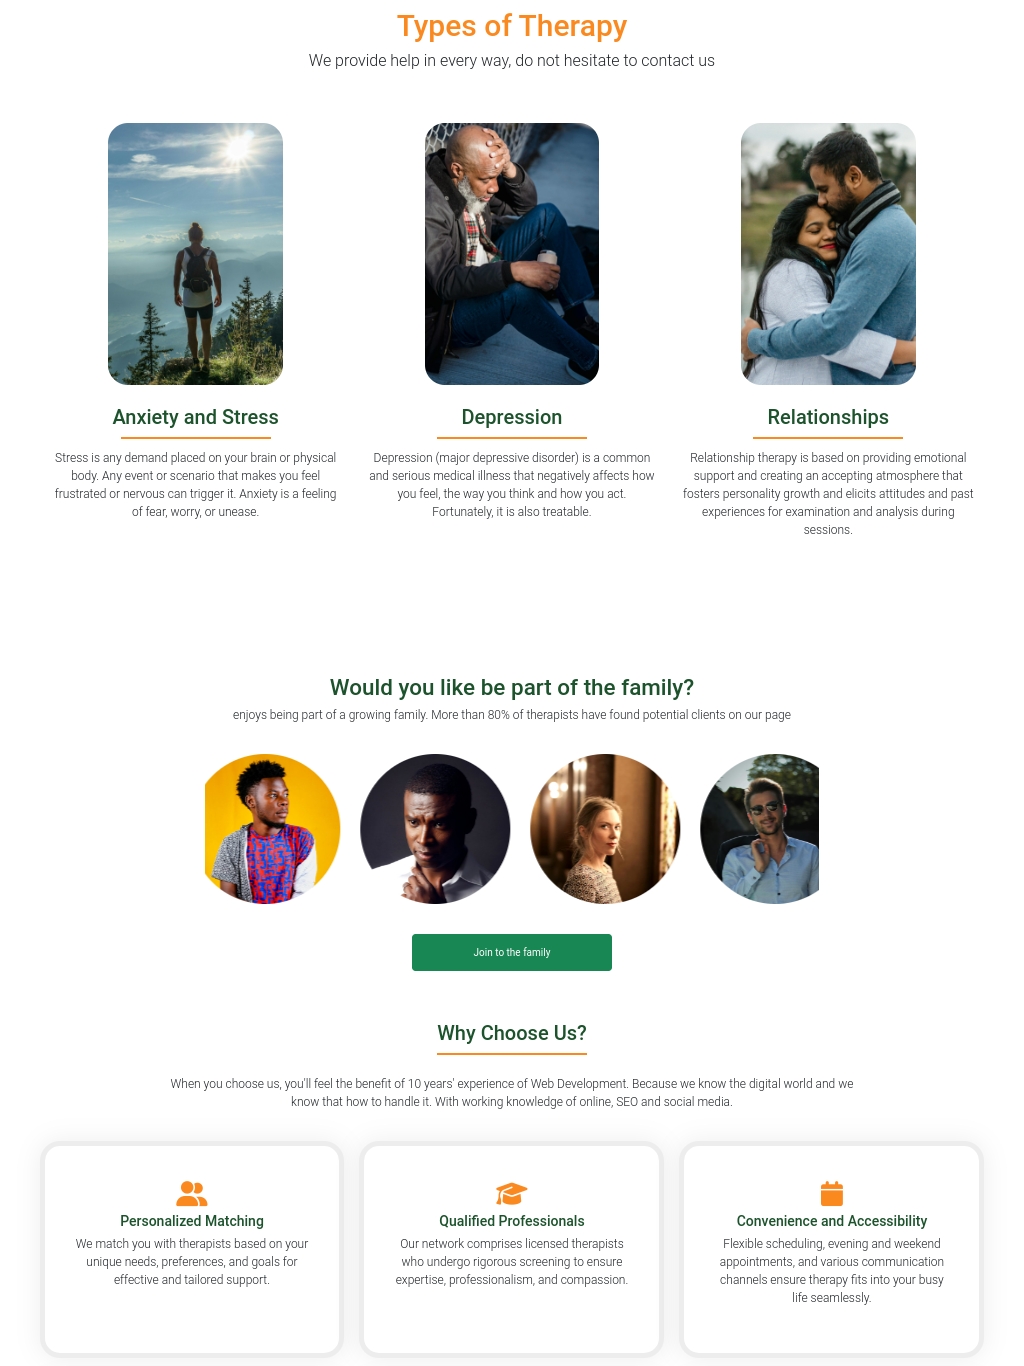 Types of Therapy
We provide help in every way, do not hesitate to contact us
Anxiety and Stress
Stress is any demand placed on your brain or physical
body. Any event or scenario that makes you feel
frustrated or nervous can trigger it. Anxiety is a feeling
of fear, worry, or unease.
Depression
Depression (major depressive disorder) is a common
and serious medical illness that negatively affects how
you feel, the way you think and how you act.
Fortunately, it is also treatable.
Relationships
Relationship therapy is based on providing emotional
support and creating an accepting atmosphere that
fosters personality growth and elicits attitudes and past
experiences for examination and analysis during
sessions.
Would you like be part of the family?
enjoys being part of a growing family. More than 80% of therapists have found potential clients on our page
Join to the family
Why Choose Us?
When you choose us, you'll feel the benefit of 10 years' experience of Web Development. Because we know the digital world and we
know that how to handle it. With working knowledge of online, SEO and social media.
Personalized Matching
We match you with therapists based on your
unique needs, preferences, and goals for
effective and tailored support.
Qualified Professionals
Our network comprises licensed therapists
who undergo rigorous screening to ensure
expertise, professionalism, and compassion.
Convenience and Accessibility
Flexible scheduling, evening and weekend
appointments, and various communication
channels ensure therapy fits into your busy
life seamlessly.